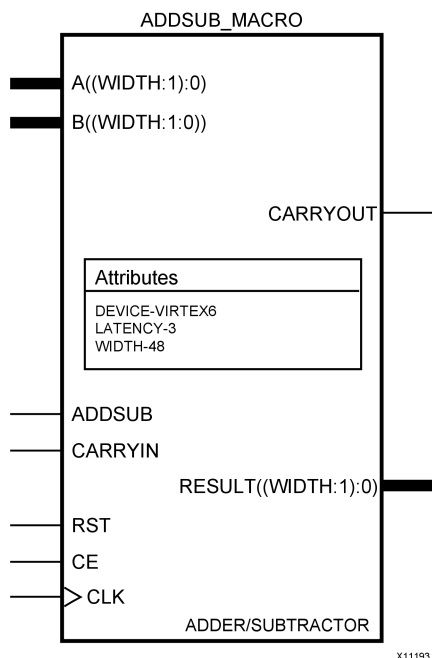 ADDSUB_MACRO
A((WIDTH:1):0)
B((WIDTH:1:0))
CARRYOUT
Attributes
DEVICE-VIRTEX6
LATENCY-3
WIDTH-48
ADDSUB
CARRYIN
RESULT((WIDTH:1):0)
RST
CE
CLK
ADDER/SUBTRACTOR
X11193